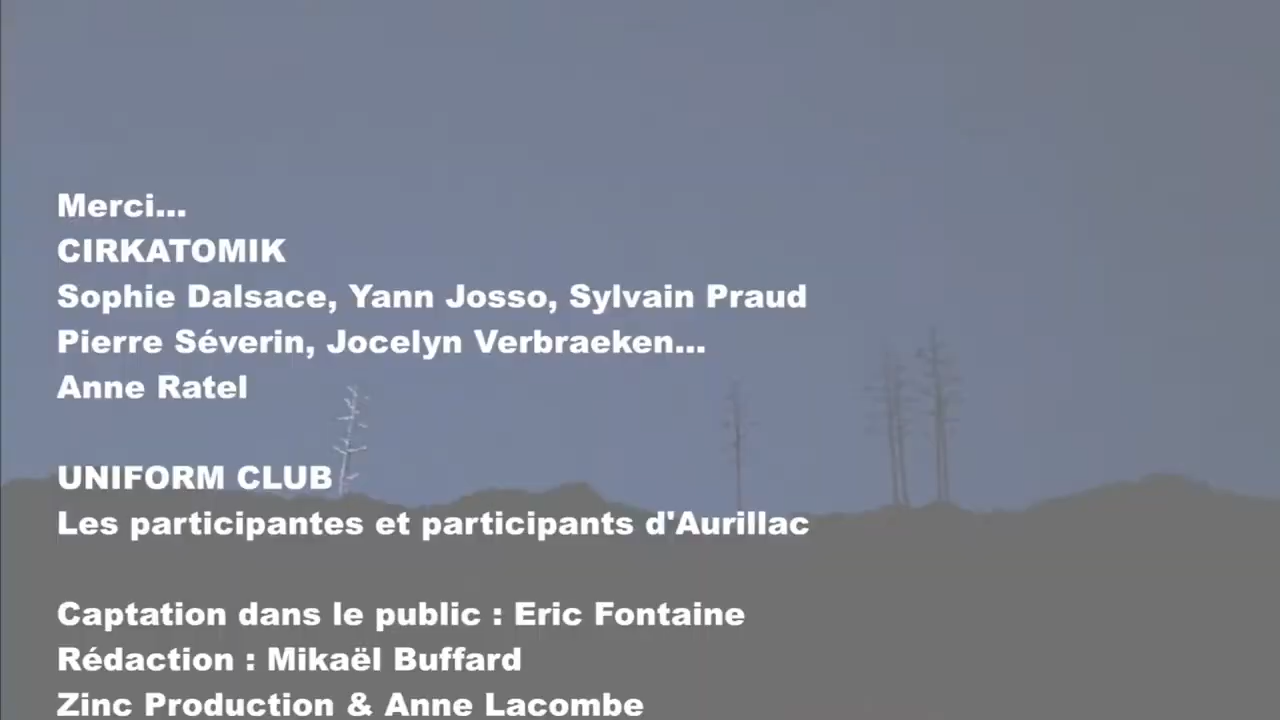 Merci...
CIRKATOMIK
Sophie Dalsace, Yann Josso, Sylvain Praud
Pierre Séverin, Jocelyn Verbraeken...
Anne Ratel
UNIFORM CLUB
Les participantes et participants d'Aurillac
Captation dans le public : Eric Fontaine
Rédaction : Mikaël Buffard
Zinc Production & Anne Lacombe